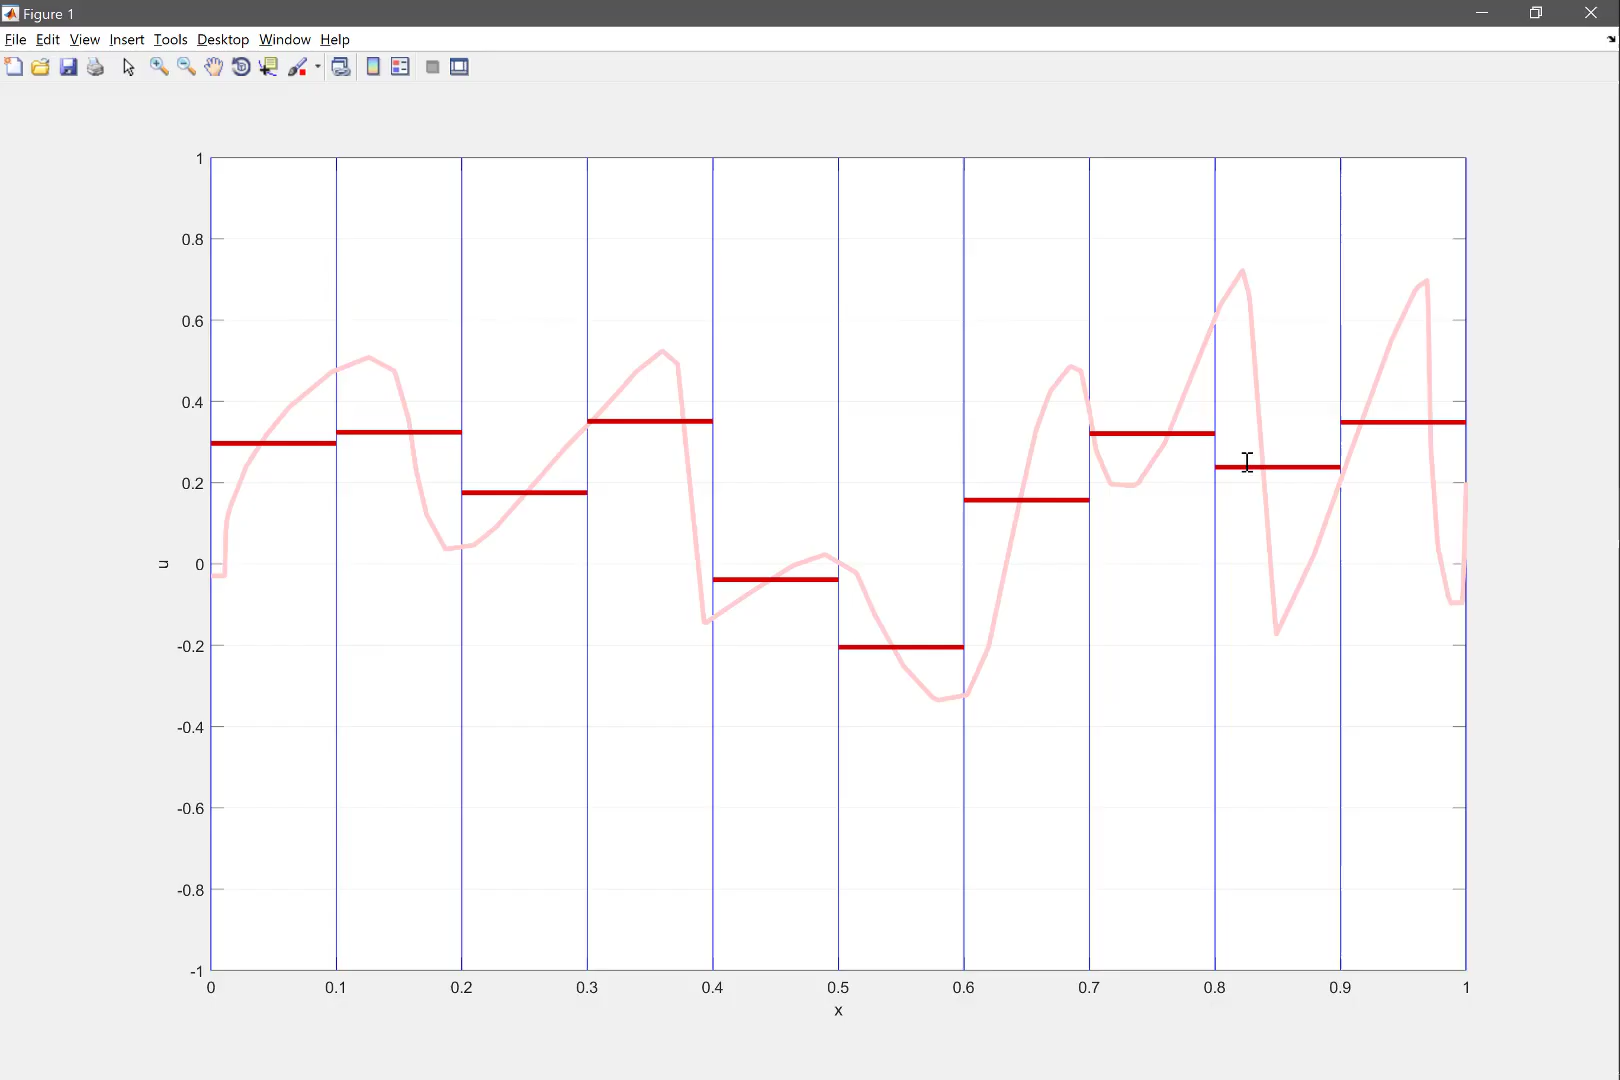 Figure 1
File Edit View Insert Tools Desktop Window Help
1
0.8
0.6
0.4
0.2
0
-0.2
-0.4
-0.6
-0.8
-1
u
0 0.1 0.2 0.3 0.4 0.5 0.6 0.7 0.8 0.9 1
x